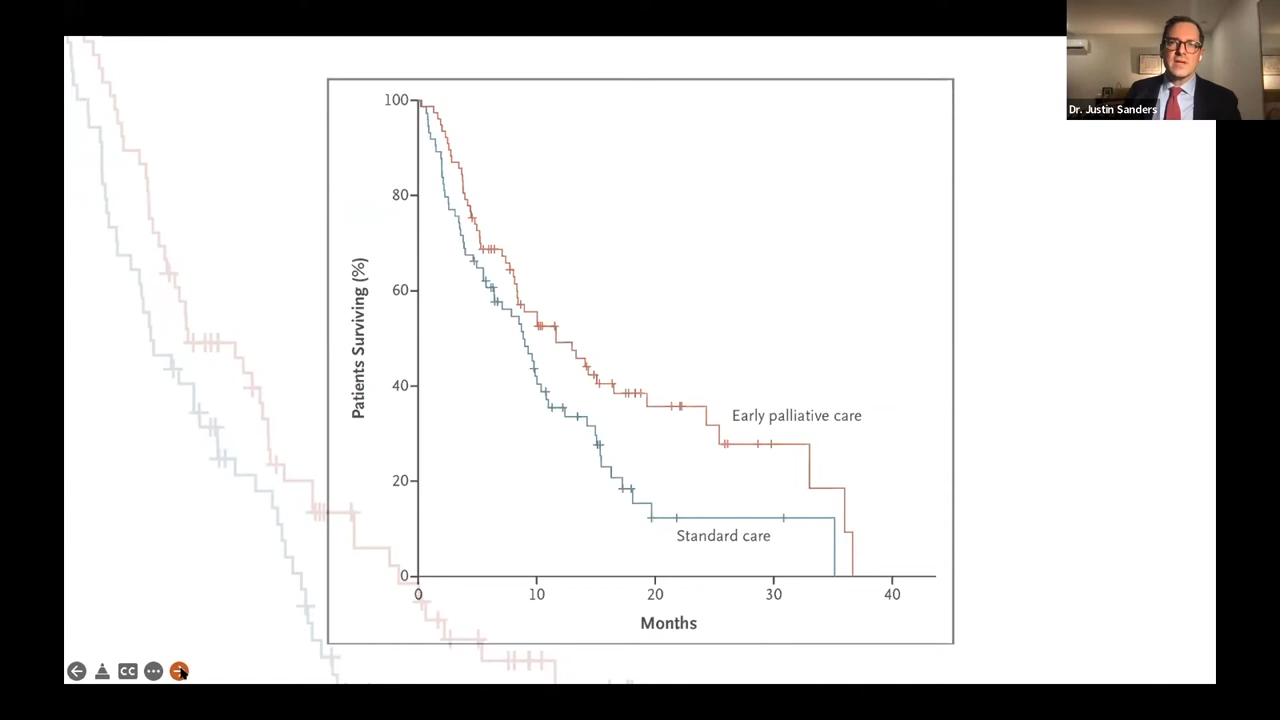 Dr. Justin Sanders
100
80
60
40
20
0
Patients Surviving (%)
Early palliative care
Standard care
0 10 20 30 40
Months
CC